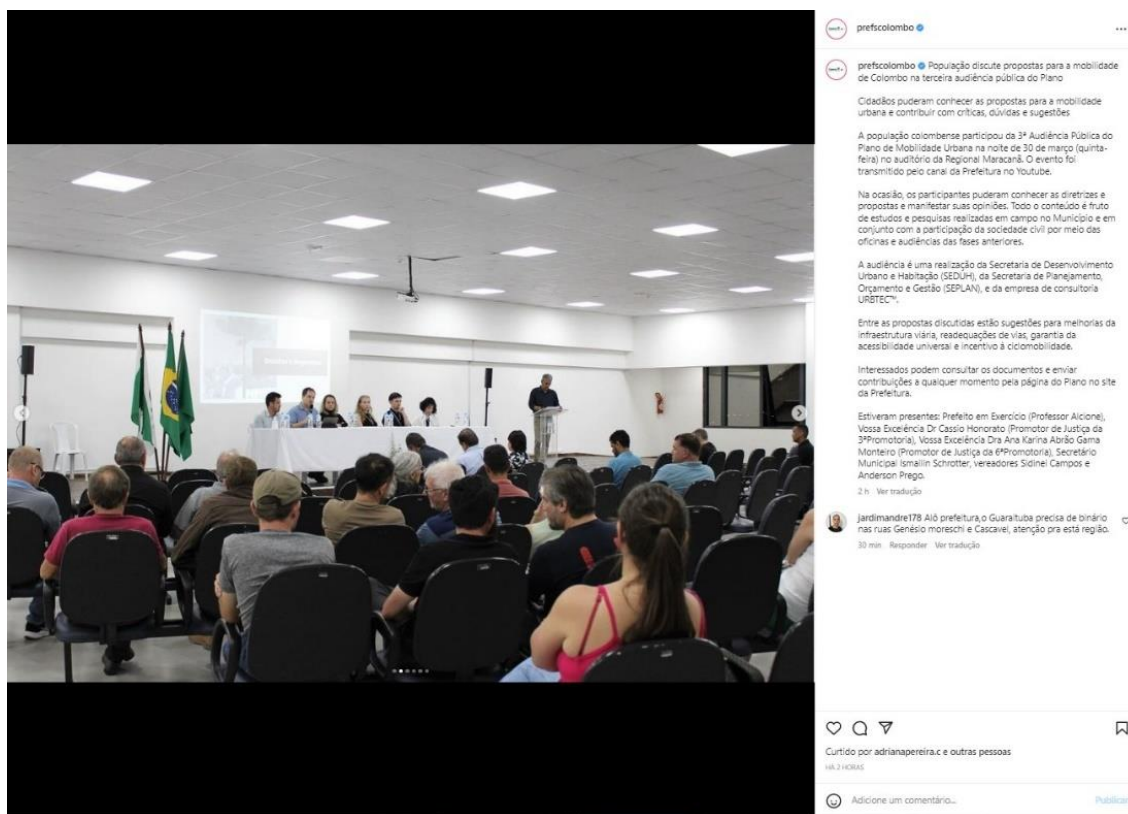 prefscolombo
prefscolombo População discute propostas para a mobilidade
de Colombo na terceira audiência pública do Plano
Cidadãos puderam conhecer as propostas para a mobilidade
urbana e contribuir com críticas, dúvidas e sugestões
A população colombense participou da 3ª Audiência Pública do
Plano de Mobilidade Urbana na noite de 30 de março (quinta-
feira) no auditório da Regional Maracanã. O evento foi
transmitido pelo canal da Prefeitura no Youtube.
Na ocasião, os participantes puderam conhecer as diretrizes e
propostas e manifestar suas opiniões. Todo o conteúdo é fruto
de estudos e pesquisas realizadas em campo no Município e em
conjunto com a participação da sociedade civil por meio das
oficinas e audiências das fases anteriores.
A audiência é uma realização da Secretaria de Desenvolvimento
Urbano e Habitação (SEDUH), da Secretaria de Planejamento,
Orçamento e Gestão (SEPLAN), e da empresa de consultoria
URBTEC™.
Entre as propostas discutidas estão sugestões para melhorias da
infraestrutura viária, readequações de vias, garantia da
acessibilidade universal e incentivo à ciclomobilidade.
Interessados podem consultar os documentos e enviar
contribuições a qualquer momento pela página do Plano no site
da Prefeitura.
Estiveram presentes: Prefeito em Exercício (Professor Alcione),
Vossa Excelência Dr Cassio Honorato (Promotor de Justiça da
3ªPromotoria), Vossa Excelência Dra Ana Karina Abrão Gama
Monteiro (Promotor de Justiça da 6ªPromotoria), Secretário
Municipal Ismailin Schrotter, vereadores Sidinei Campos e
Anderson Prego.
2 h Ver tradução
jardimandre178 Alô prefeitura,o Guaraituba precisa de binário
nas ruas Genésio moreschi e Cascavel, atenção pra está região.
30 min Responder Ver tradução
Curtido por adrianapereira.c e outras pessoas
HÁ 2 HORAS
Adicione um comentário... Publicar